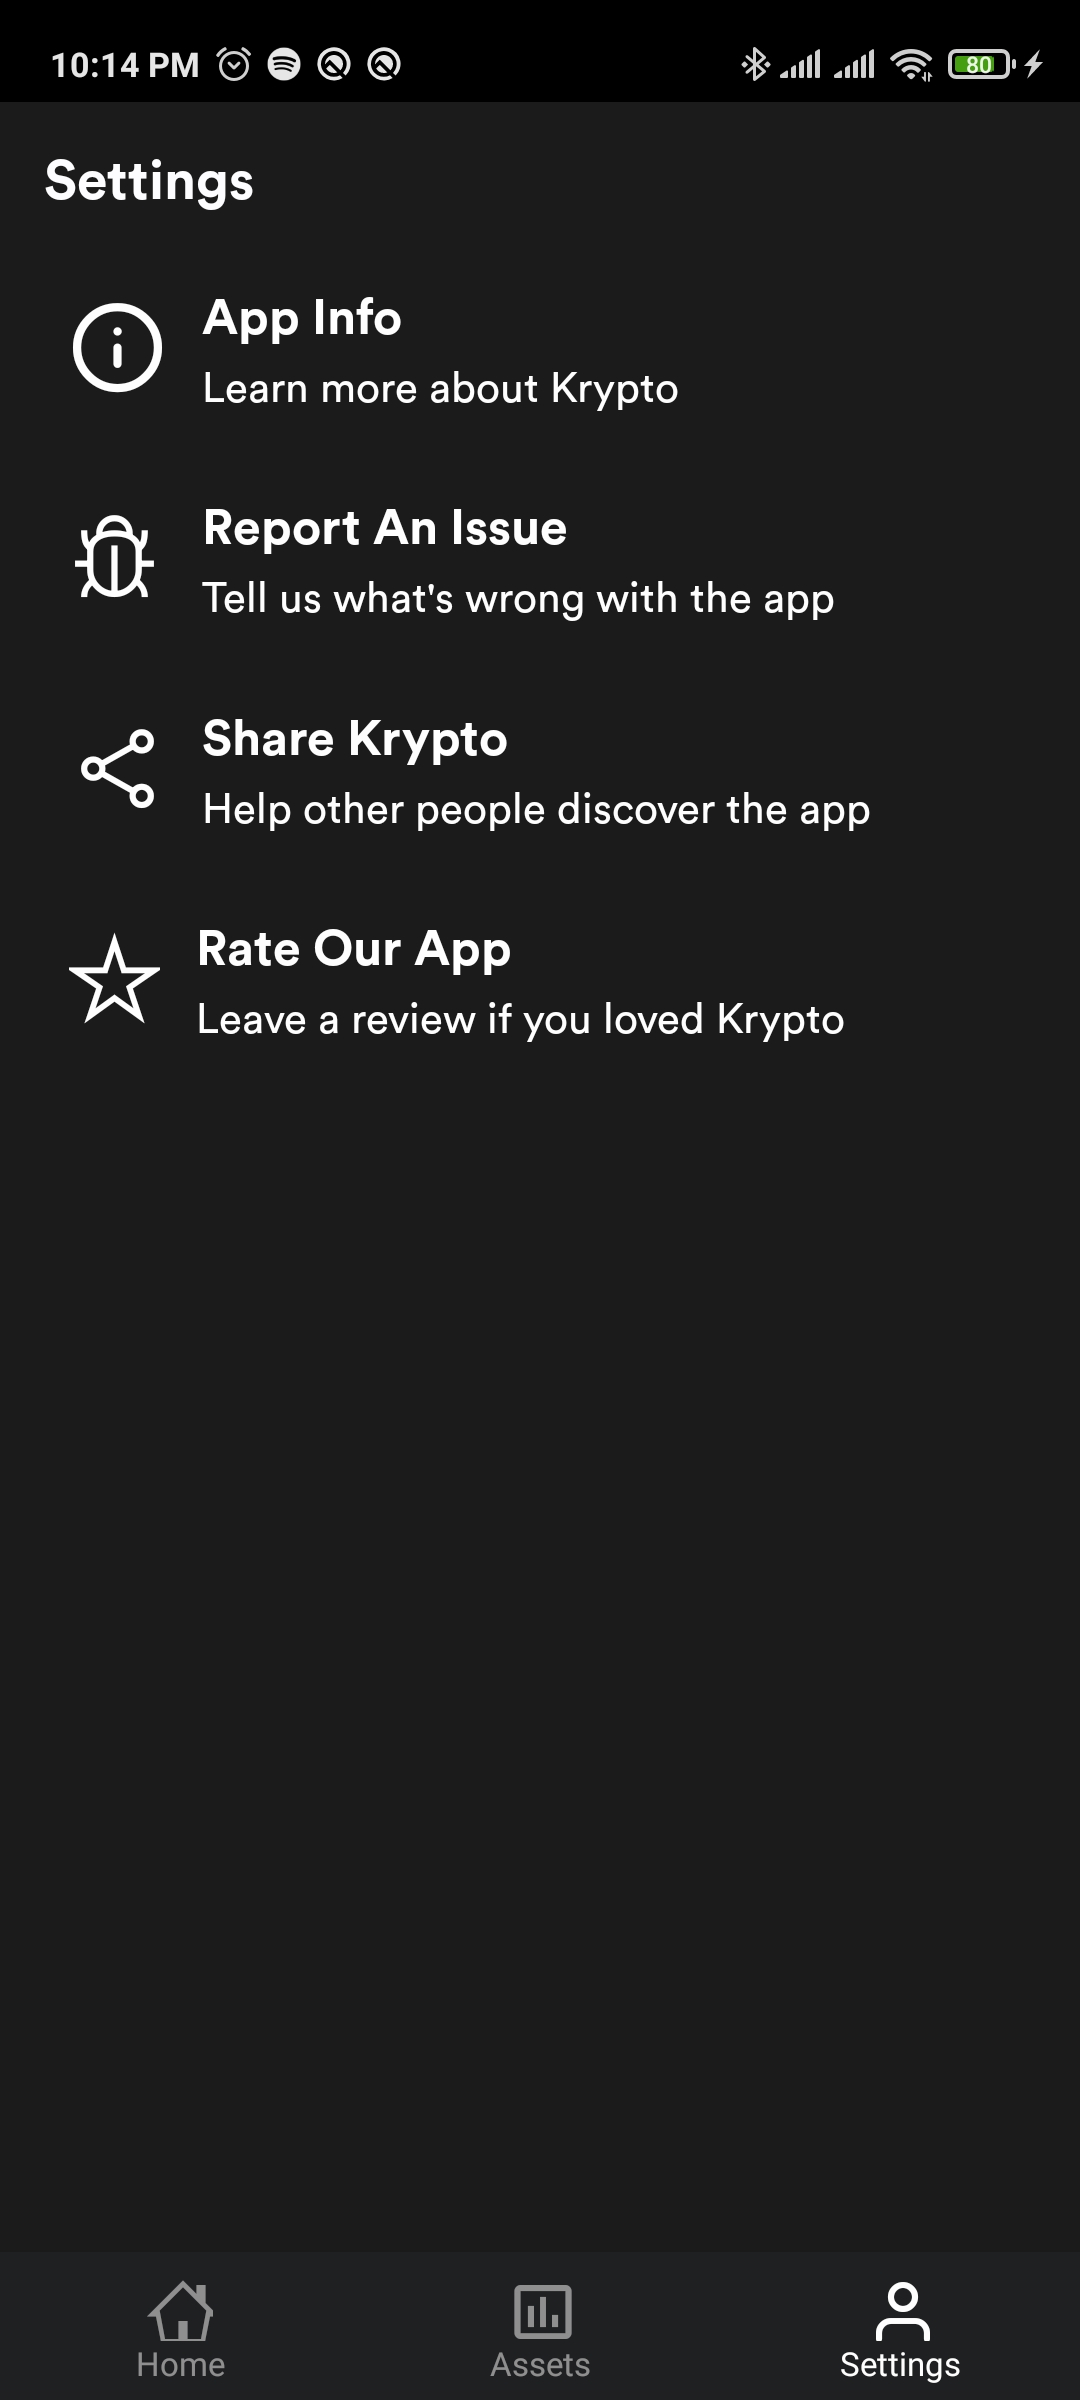 10:14 PM
80
Settings
App Info
Learn more about Krypto
Report An Issue
Tell us what's wrong with the app
Share Krypto
Help other people discover the app
Rate Our App
Leave a review if you loved Krypto
Home
Assets
Settings